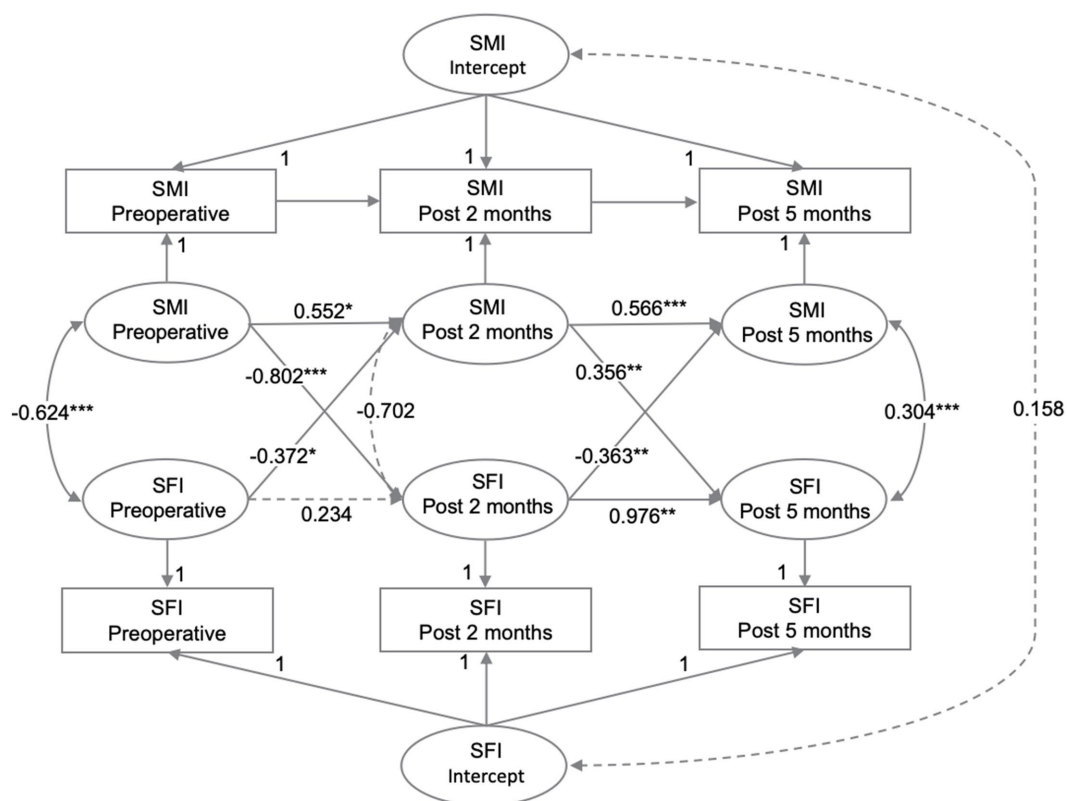 SMI
Intercept
1
1
1
SMI
Preoperative
SMI
Post 2 months
SMI
Post 5 months
1
1
1
SMI
Preoperative
0.552*
SMI
Post 2 months
0.566***
SMI
Post 5 months
-0.802***
0.356**
-0.624***
-0.702
0.304***
0.158
-0.372*
-0.363**
SFI
Preoperative
0.234
SFI
Post 2 months
0.976**
SFI
Post 5 months
1
1
1
SFI
Preoperative
SFI
Post 2 months
SFI
Post 5 months
1
1
1
SFI
Intercept